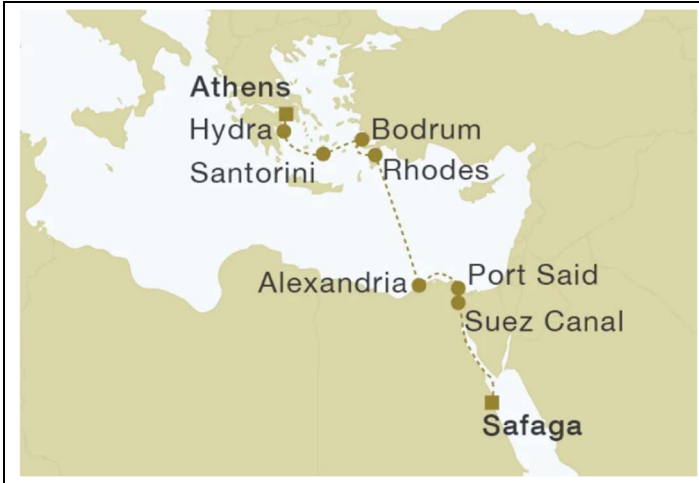 Athens
Hydra
Bodrum
Santorini
Rhodes
Alexandria
Port Said
Suez Canal
Safaga